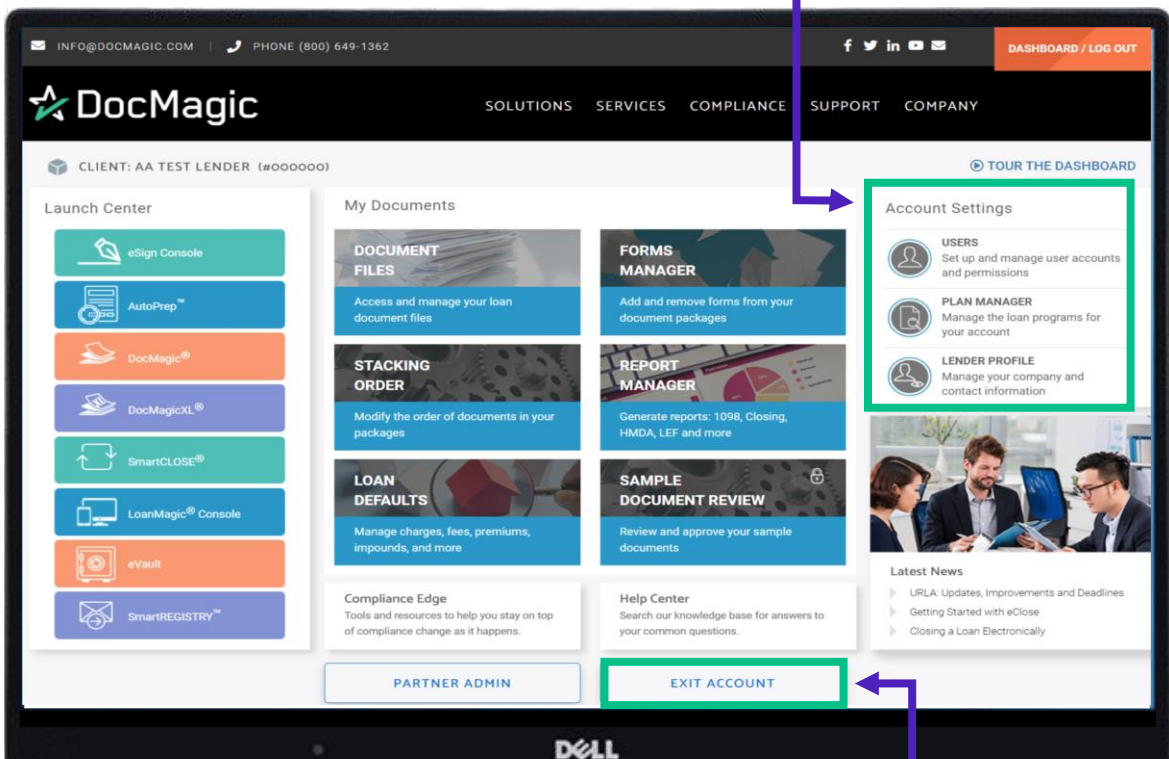 INFO@DOCMAGIC.COM | PHONE (800) 649-1362
DASHBOARD / LOG OUT
DocMagic
SOLUTIONS SERVICES COMPLIANCE SUPPORT COMPANY
CLIENT: AA TEST LENDER (#000000)
TOUR THE DASHBOARD
Launch Center
eSign Console
AutoPrep™
DocMagic®
DocMagicXL®
SmartCLOSE®
LoanMagic® Console
eVault
SmartREGISTRY™
My Documents
DOCUMENT
FILES
Access and manage your loan
document files
FORMS
MANAGER
Add and remove forms from your
document packages
STACKING
ORDER
Modify the order of documents in your
packages
REPORT
MANAGER
Generate reports: 1098, Closing,
HMDA, LEF and more
LOAN
DEFAULTS
Manage charges, fees, premiums,
impounds, and more
SAMPLE
DOCUMENT REVIEW
Review and approve your sample
documents
Compliance Edge
Tools and resources to help you stay on top
of compliance change as it happens.
Help Center
Search our knowledge base for answers to
your common questions.
PARTNER ADMIN
EXIT ACCOUNT
Account Settings
USERS
Set up and manage user accounts
and permissions
PLAN MANAGER
Manage the loan programs for
your account
LENDER PROFILE
Manage your company and
contact information
Latest News
URLA: Updates, Improvements and Deadlines
Getting Started with eClose
Closing a Loan Electronically
DELL